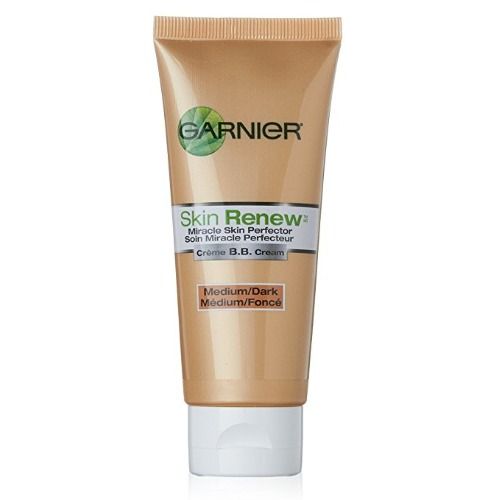 GARNIER®
Skin Renew
Miracle Skin Perfector
Soin Miracle Perfecteur
Crème B.B. Cream
Medium/Dark
Médium/Foncé